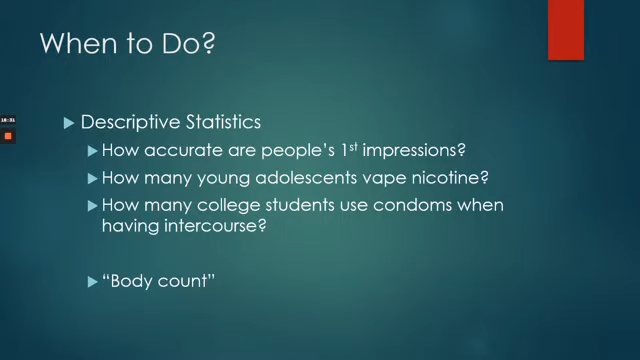 When to Do?
Descriptive Statistics
How accurate are people's 1st impressions?
How many young adolescents vape nicotine?
How many college students use condoms when
having intercourse?
"Body count"